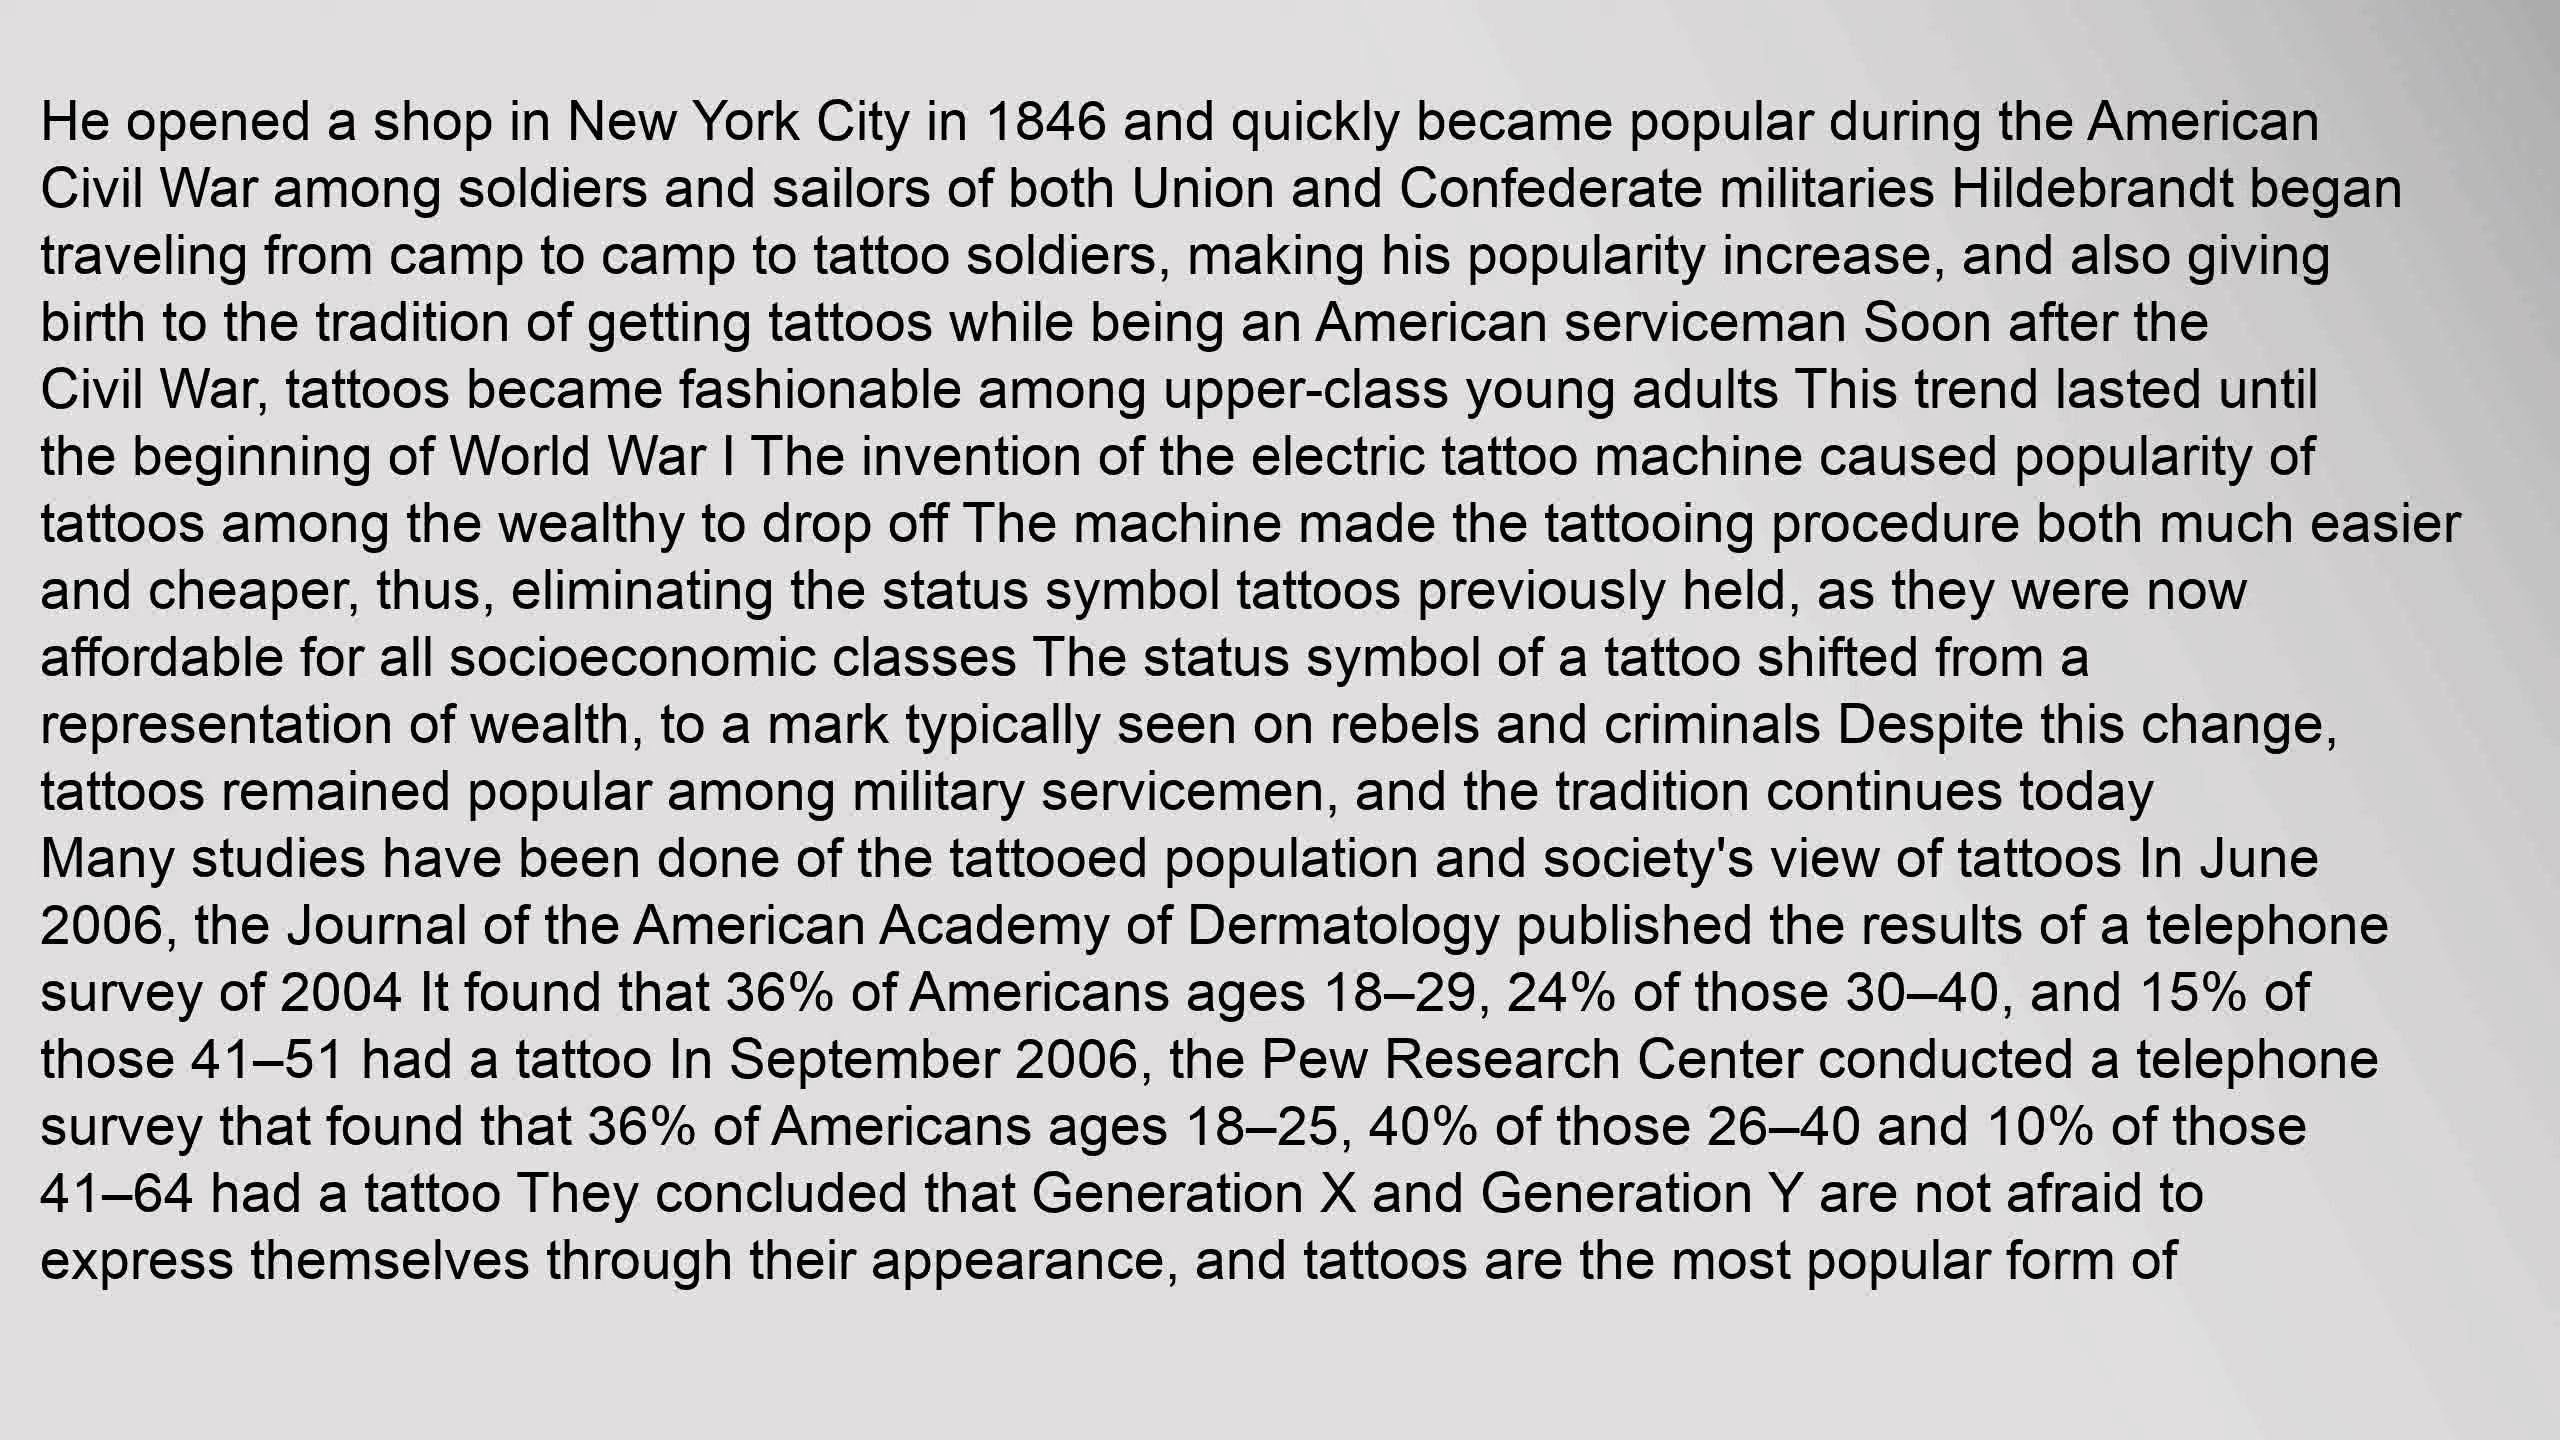 He opened a shop in New York City in 1846 and quickly became popular during the American
Civil War among soldiers and sailors of both Union and Confederate militaries Hildebrandt began
traveling from camp to camp to tattoo soldiers, making his popularity increase, and also giving
birth to the tradition of getting tattoos while being an American serviceman Soon after the
Civil War, tattoos became fashionable among upper-class young adults This trend lasted until
the beginning of World War I The invention of the electric tattoo machine caused popularity of
tattoos among the wealthy to drop off The machine made the tattooing procedure both much easier
and cheaper, thus, eliminating the status symbol tattoos previously held, as they were now
affordable for all socioeconomic classes The status symbol of a tattoo shifted from a
representation of wealth, to a mark typically seen on rebels and criminals Despite this change,
tattoos remained popular among military servicemen, and the tradition continues today
Many studies have been done of the tattooed population and society's view of tattoos In June
2006, the Journal of the American Academy of Dermatology published the results of a telephone
survey of 2004 It found that 36% of Americans ages 18–29, 24% of those 30–40, and 15% of
those 41–51 had a tattoo In September 2006, the Pew Research Center conducted a telephone
survey that found that 36% of Americans ages 18–25, 40% of those 26–40 and 10% of those
41–64 had a tattoo They concluded that Generation X and Generation Y are not afraid to
express themselves through their appearance, and tattoos are the most popular form of